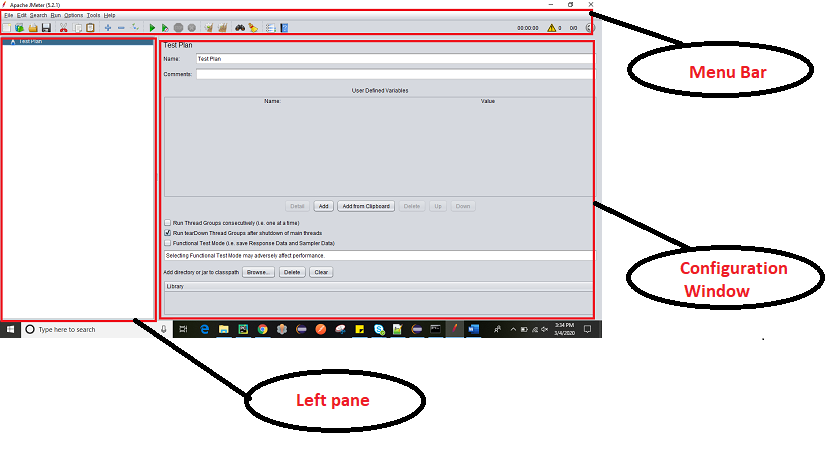 Apache JMeter (5.2.1)
File Edit Search Run Options Tools Help
00:00:00 0 0/0
Test Plan
Test Plan
Name: Test Plan
Comments:
User Defined Variables
Name: Value
Detail Add Add from Clipboard Delete Up Down
Run Thread Groups consecutively (i.e. one at a time)
Run tearDown Thread Groups after shutdown of main threads
Functional Test Mode (i.e. save Response Data and Sampler Data)
Selecting Functional Test Mode may adversely affect performance.
Add directory or jar to classpath Browse... Delete Clear
Library
Type here to search
3:34 PM
3/4/2020
Menu Bar
Configuration
Window
Left pane